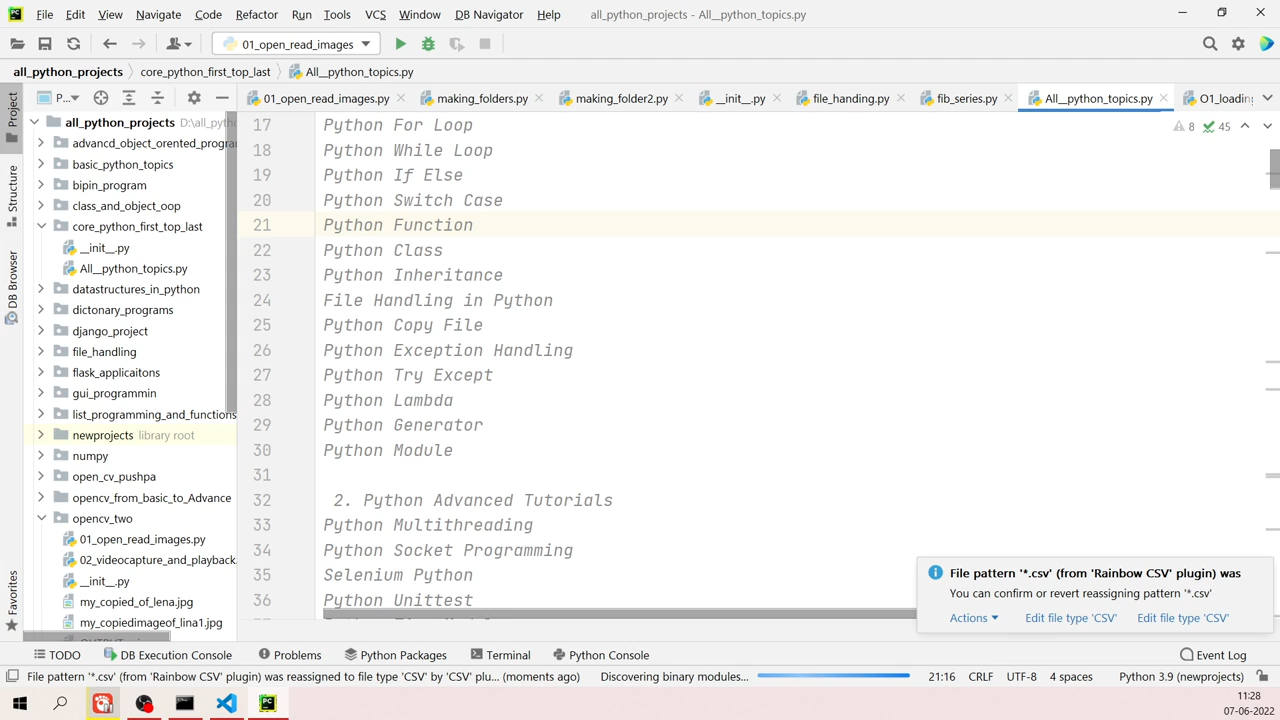 File Edit View Navigate Code Refactor Run Tools VCS Window DB Navigator Help all_python_projects - All__python_topics.py
01_open_read_images
all_python_projects core_python_first_top_last All__python_topics.py
Project
Structure
DB Browser
Favorites
P...
01_open_read_images.py making_folders.py making_folder2.py __init__.py file_handing.py fib_series.py All__python_topics.py O1_loadin
all_python_projects D:\all_pyth
advancd_object_orented_progra
basic_python_topics
bipin_program
class_and_object_oop
core_python_first_top_last
__init__.py
All__python_topics.py
datastructures_in_python
dictonary_programs
django_project
file_handling
flask_applicaitons
gui_programmin
list_programming_and_functions
newprojects library root
numpy
open_cv_pushpa
opencv_from_basic_to_Advance
opencv_two
01_open_read_images.py
02_videocapture_and_playback
__init__.py
my_copied_of_lena.jpg
my_copiedimageof_lina1.jpg
8 45
17 Python For Loop
18 Python While Loop
19 Python If Else
20 Python Switch Case
21 Python Function
22 Python Class
23 Python Inheritance
24 File Handling in Python
25 Python Copy File
26 Python Exception Handling
27 Python Try Except
28 Python Lambda
29 Python Generator
30 Python Module
31
32 2. Python Advanced Tutorials
33 Python Multithreading
34 Python Socket Programming
35 Selenium Python
36 Python Unittest
File pattern '*.csv' (from 'Rainbow CSV' plugin) was
You can confirm or revert reassigning pattern '*.csv'
Actions Edit file type 'CSV' Edit file type 'CSV'
TODO DB Execution Console Problems Python Packages Terminal Python Console Event Log
File pattern '*.csv' (from 'Rainbow CSV' plugin) was reassigned to file type 'CSV' by 'CSV' plu... (moments ago) Discovering binary modules... 21:16 CRLF UTF-8 4 spaces Python 3.9 (newprojects)
11:28
07-06-2022